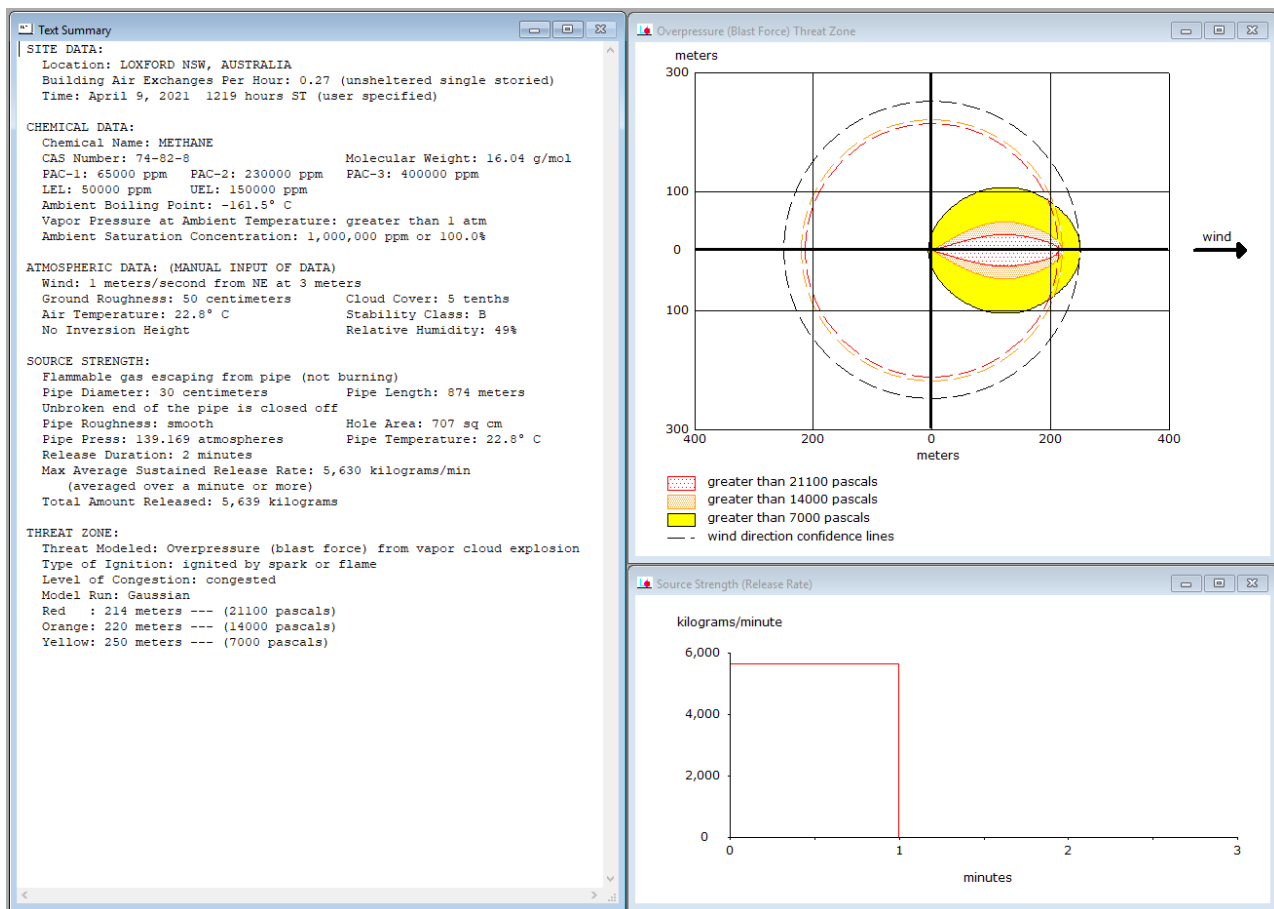 Text Summary
SITE DATA:
Location: LOXFORD NSW, AUSTRALIA
Building Air Exchanges Per Hour: 0.27 (unsheltered single storied)
Time: April 9, 2021  1219 hours ST (user specified)
CHEMICAL DATA:
Chemical Name: METHANE
CAS Number: 74-82-8 Molecular Weight: 16.04 g/mol
PAC-1: 65000 ppm PAC-2: 230000 ppm PAC-3: 400000 ppm
LEL: 50000 ppm UEL: 150000 ppm
Ambient Boiling Point: -161.5° C
Vapor Pressure at Ambient Temperature: greater than 1 atm
Ambient Saturation Concentration: 1,000,000 ppm or 100.0%
ATMOSPHERIC DATA: (MANUAL INPUT OF DATA)
Wind: 1 meters/second from NE at 3 meters
Ground Roughness: 50 centimeters Cloud Cover: 5 tenths
Air Temperature: 22.8° C Stability Class: B
No Inversion Height Relative Humidity: 49%
SOURCE STRENGTH:
Flammable gas escaping from pipe (not burning)
Pipe Diameter: 30 centimeters Pipe Length: 874 meters
Unbroken end of the pipe is closed off
Pipe Roughness: smooth Hole Area: 707 sq cm
Pipe Press: 139.169 atmospheres Pipe Temperature: 22.8° C
Release Duration: 2 minutes
Max Average Sustained Release Rate: 5,630 kilograms/min
(averaged over a minute or more)
Total Amount Released: 5,639 kilograms
THREAT ZONE:
Threat Modeled: Overpressure (blast force) from vapor cloud explosion
Type of Ignition: ignited by spark or flame
Level of Congestion: congested
Model Run: Gaussian
Red : 214 meters --- (21100 pascals)
Orange: 220 meters --- (14000 pascals)
Yellow: 250 meters --- (7000 pascals)
Overpressure (Blast Force) Threat Zone
meters
300
100
0
100
300
400 200 0 200 400
meters
wind
greater than 21100 pascals
greater than 14000 pascals
greater than 7000 pascals
wind direction confidence lines
Source Strength (Release Rate)
kilograms/minute
6,000
4,000
2,000
0
0 1 2 3
minutes